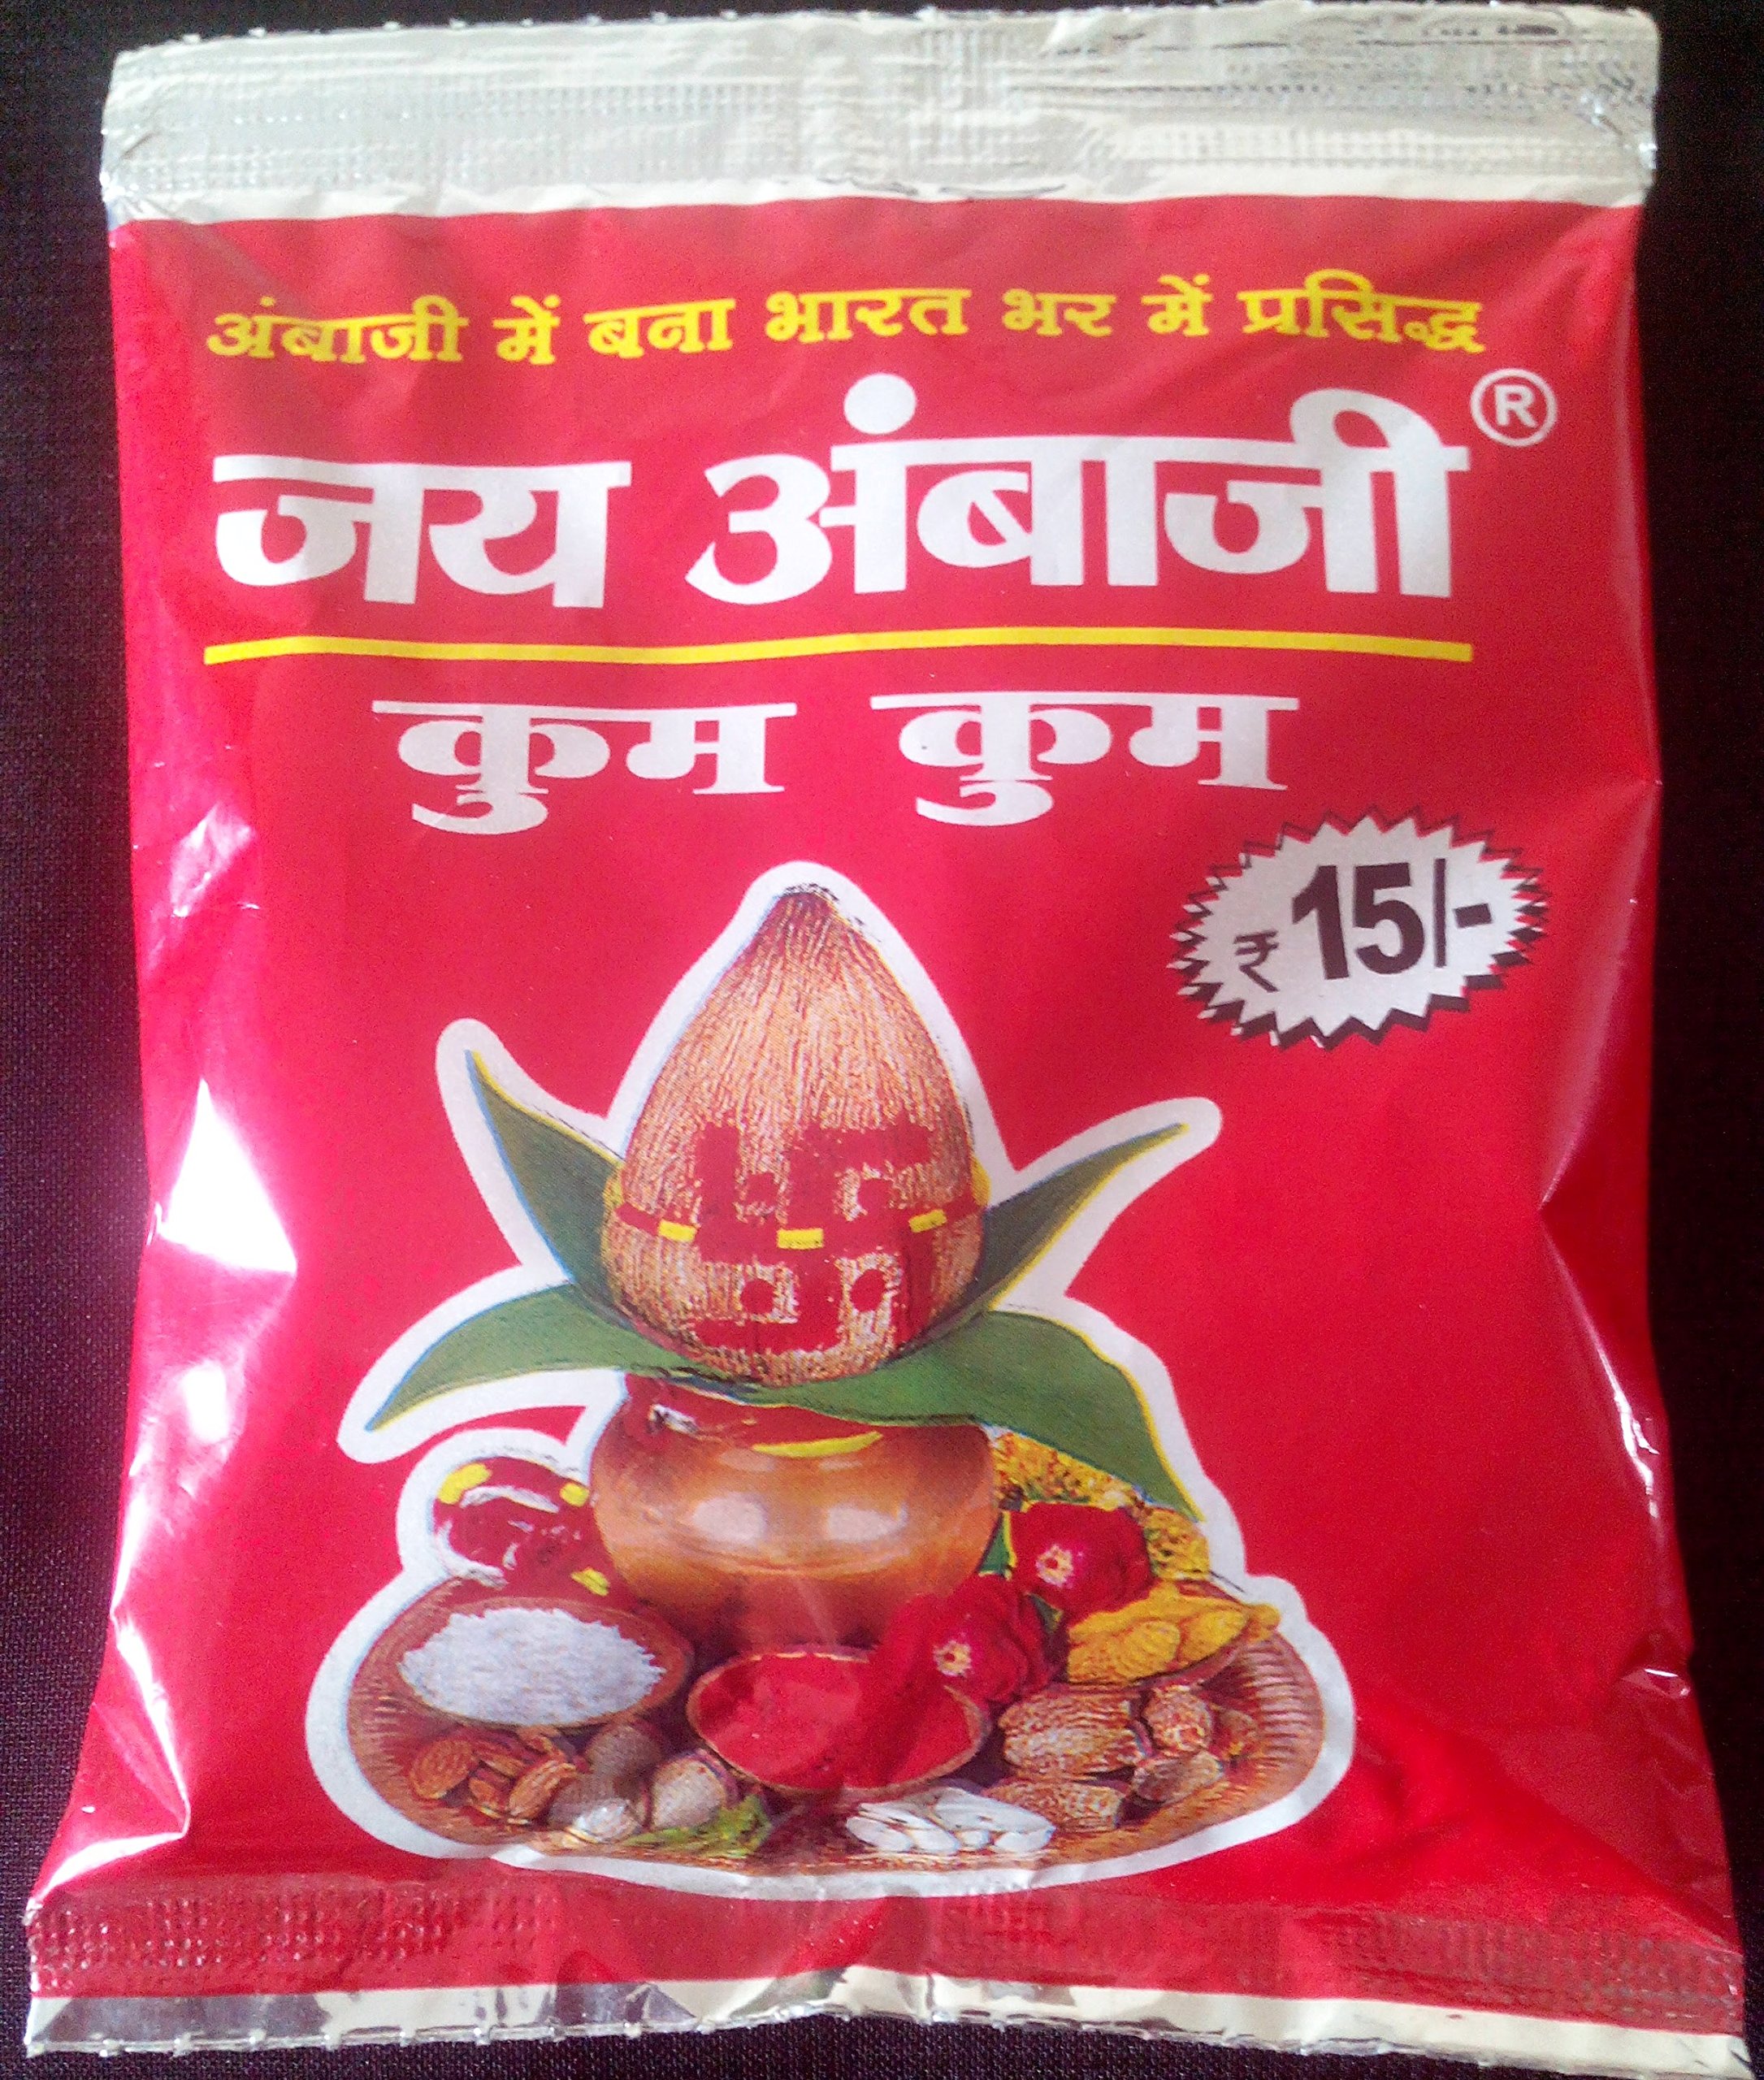 अंबाजी में बना भारत भर में प्रसिद्ध
जय अंबाजी ®
कुम कुम
₹ 15/-